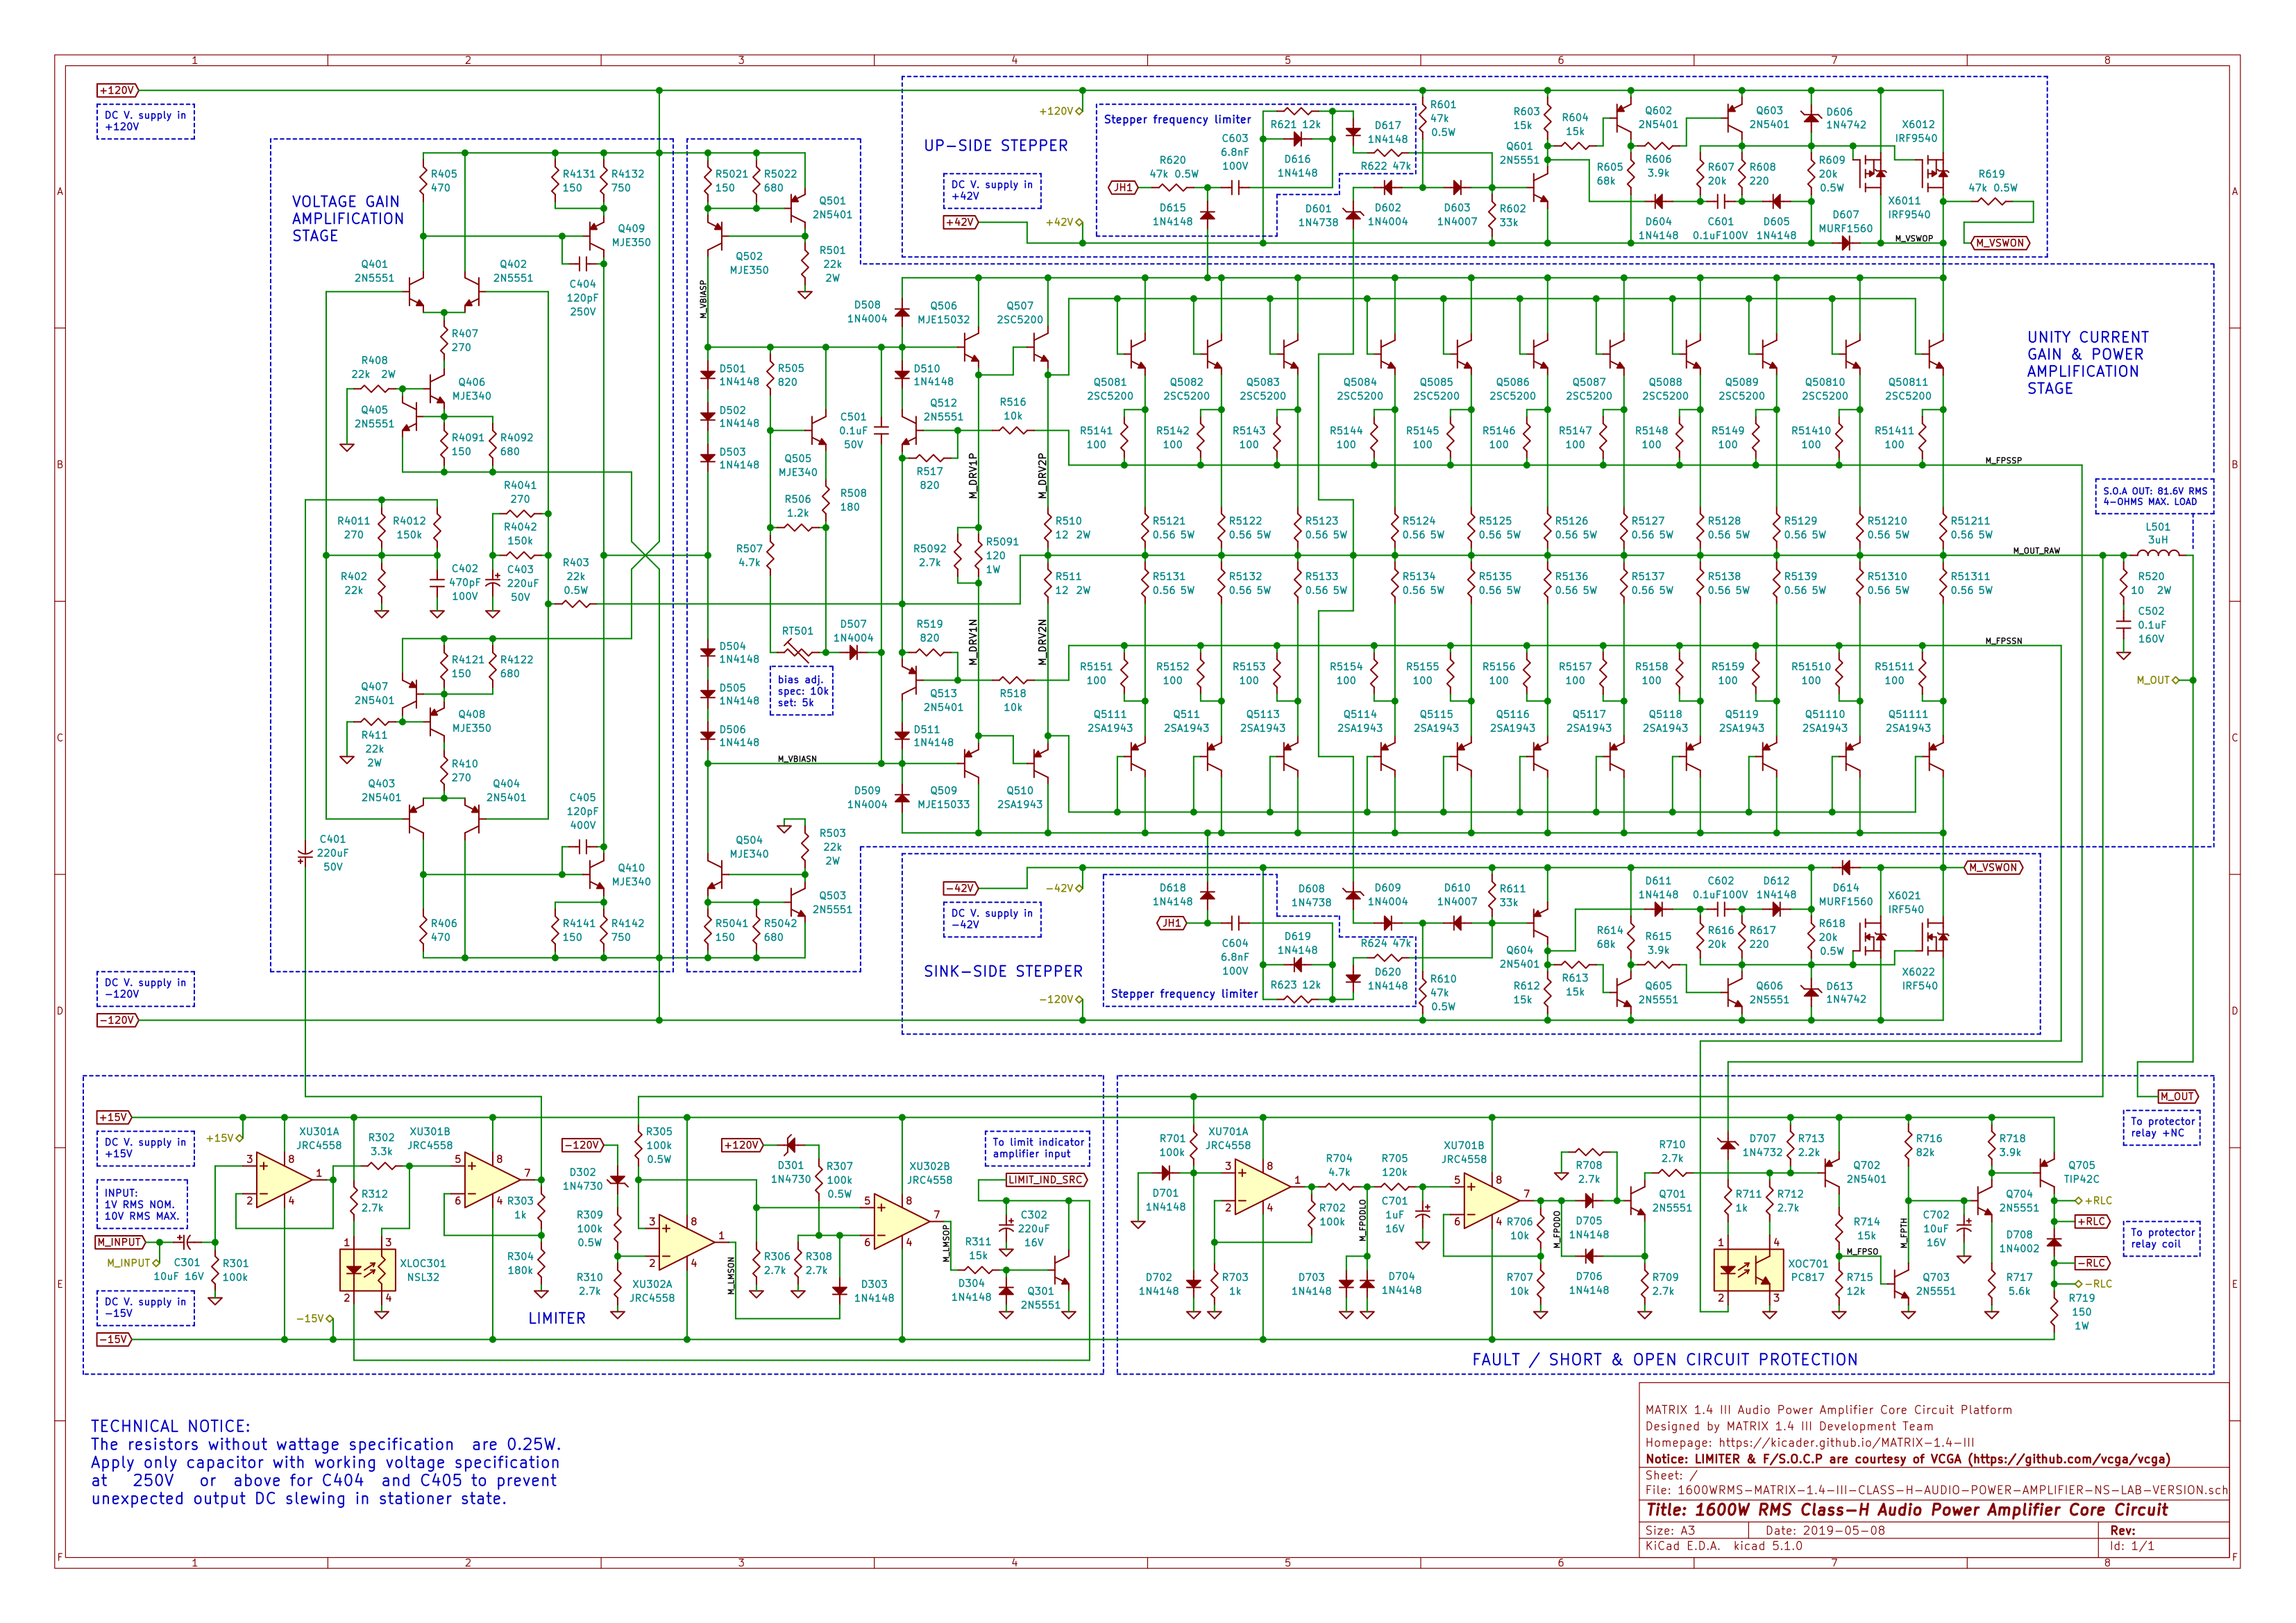 1
2
3
4
5
6
7
8
A
B
C
D
E
F
+120V
DC V. supply in
+120V
VOLTAGE GAIN
AMPLIFICATION
STAGE
R405
470
R4131
150
R4132
750
Q409
MJE350
Q401
2N5551
Q402
2N5551
C404
120pF
250V
R407
270
R408
22k 2W
Q406
MJE340
Q405
2N5551
R4091
150
R4092
680
R4041
270
R4011
270
R4012
150k
R4042
150k
R403
22k
0.5W
R402
22k
C402
470pF
100V
C403
220uF
50V
R4121
150
R4122
680
Q407
2N5401
Q408
MJE350
R411
22k
2W
R410
270
Q403
2N5401
Q404
2N5401
C405
120pF
400V
C401
220uF
50V
Q410
MJE340
R406
470
R4141
150
R4142
750
DC V. supply in
-120V
-120V
R5021
150
R5022
680
Q501
2N5401
Q502
MJE350
R501
22k
2W
M_VBIASP
D501
1N4148
D502
1N4148
D503
1N4148
R505
820
Q505
MJE340
C501
0.1uF
50V
R506
1.2k
R508
180
R507
4.7k
RT501
D507
1N4004
bias adj.
spec: 10k
set: 5k
D504
1N4148
D505
1N4148
D506
1N4148
M_VBIASN
Q504
MJE340
R503
22k
2W
Q503
2N5551
R5041
150
R5042
680
UP-SIDE STEPPER
+120V
DC V. supply in
+42V
+42V
+42V
Stepper frequency limiter
R621 12k
D617
1N4148
C603
6.8nF
100V
D616
1N4148
R622 47k
R620
47k 0.5W
JH1
D615
1N4148
D601
1N4738
D602
1N4004
D603
1N4007
R601
47k
0.5W
R602
33k
R603
15k
R604
15k
Q601
2N5551
Q602
2N5401
R605
68k
R606
3.9k
Q603
2N5401
R607
20k
R608
220
D604
1N4148
C601
0.1uF100V
D605
1N4148
D606
1N4742
R609
20k
0.5W
D607
MURF1560
X6012
IRF9540
X6011
IRF9540
R619
47k 0.5W
M_VSWOP
M_VSWON
UNITY CURRENT
GAIN & POWER
AMPLIFICATION
STAGE
D508
1N4004
Q506
MJE15032
Q507
2SC5200
D510
1N4148
Q512
2N5551
R516
10k
R517
820
M_DRV1P
M_DRV2P
Q5081
2SC5200
Q5082
2SC5200
Q5083
2SC5200
Q5084
2SC5200
Q5085
2SC5200
Q5086
2SC5200
Q5087
2SC5200
Q5088
2SC5200
Q5089
2SC5200
Q50810
2SC5200
Q50811
2SC5200
R5141
100
R5142
100
R5143
100
R5144
100
R5145
100
R5146
100
R5147
100
R5148
100
R5149
100
R51410
100
R51411
100
M_FPSSP
S.O.A OUT: 81.6V RMS
4-OHMS MAX. LOAD
L501
3uH
R5092
2.7k
R5091
120
1W
R510
12 2W
R5121
0.56 5W
R5122
0.56 5W
R5123
0.56 5W
R5124
0.56 5W
R5125
0.56 5W
R5126
0.56 5W
R5127
0.56 5W
R5128
0.56 5W
R5129
0.56 5W
R51210
0.56 5W
R51211
0.56 5W
M_OUT_RAW
R511
12 2W
R5131
0.56 5W
R5132
0.56 5W
R5133
0.56 5W
R5134
0.56 5W
R5135
0.56 5W
R5136
0.56 5W
R5137
0.56 5W
R5138
0.56 5W
R5139
0.56 5W
R51310
0.56 5W
R51311
0.56 5W
R520
10 2W
C502
0.1uF
160V
M_OUT
M_FPSSN
R519
820
M_DRV1N
M_DRV2N
Q513
2N5401
R518
10k
D511
1N4148
R5151
100
R5152
100
R5153
100
R5154
100
R5155
100
R5156
100
R5157
100
R5158
100
R5159
100
R51510
100
R51511
100
Q5111
2SA1943
Q511
2SA1943
Q5113
2SA1943
Q5114
2SA1943
Q5115
2SA1943
Q5116
2SA1943
Q5117
2SA1943
Q5118
2SA1943
Q5119
2SA1943
Q51110
2SA1943
Q51111
2SA1943
D509
1N4004
Q509
MJE15033
Q510
2SA1943
-42V
-42V
DC V. supply in
-42V
SINK-SIDE STEPPER
-120V
D618
1N4148
JH1
C604
6.8nF
100V
D608
1N4738
D609
1N4004
D610
1N4007
D619
1N4148
R624 47k
R623 12k
D620
1N4148
Stepper frequency limiter
R610
47k
0.5W
R611
33k
Q604
2N5401
R612
15k
R613
15k
R614
68k
D611
1N4148
R615
3.9k
Q605
2N5551
C602
0.1uF100V
R616
20k
R617
220
D612
1N4148
Q606
2N5551
D614
MURF1560
R618
20k
0.5W
D613
1N4742
X6021
IRF540
X6022
IRF540
M_VSWON
+15V
DC V. supply in
+15V
INPUT:
1V RMS NOM.
10V RMS MAX.
M_INPUT
M_INPUT
C301
10uF 16V
R301
100k
DC V. supply in
-15V
-15V
+15V
-15V
XU301A
JRC4558
R302
3.3k
XU301B
JRC4558
R312
2.7k
XLOC301
NSL32
R303
1k
R304
180k
LIMITER
-120V
D302
1N4730
R309
100k
0.5W
R310
2.7k
R305
100k
0.5W
XU302A
JRC4558
+120V
D301
1N4730
R307
100k
0.5W
R306
2.7k
R308
2.7k
M_LMSON
D303
1N4148
XU302B
JRC4558
M_LMSOP
R311
15k
D304
1N4148
Q301
2N5551
C302
220uF
16V
LIMIT_IND_SRC
To limit indicator
amplifier input
R701
100k
D701
1N4148
D702
1N4148
R703
1k
XU701A
JRC4558
R702
100k
R704
4.7k
R705
120k
M_FPODLO
C701
1uF
16V
D703
1N4148
D704
1N4148
XU701B
JRC4558
R706
10k
R707
10k
M_FPODO
R708
2.7k
D705
1N4148
D706
1N4148
Q701
2N5551
R709
2.7k
R710
2.7k
D707
1N4732
R711
1k
R712
2.7k
R713
2.2k
XOC701
PC817
Q702
2N5401
R714
15k
M_FPSO
R715
12k
R716
82k
M_FPTH
Q703
2N5551
C702
10uF
16V
R718
3.9k
Q704
2N5551
R717
5.6k
Q705
TIP42C
D708
1N4002
R719
150
1W
+RLC
+RLC
-RLC
-RLC
M_OUT
To protector
relay +NC
To protector
relay coil
FAULT / SHORT & OPEN CIRCUIT PROTECTION
TECHNICAL NOTICE:
The resistors without wattage specification are 0.25W.
Apply only capacitor with working voltage specification
at 250V or above for C404 and C405 to prevent
unexpected output DC slewing in stationer state.
MATRIX 1.4 III Audio Power Amplifier Core Circuit Platform
Designed by MATRIX 1.4 III Development Team
Homepage: https://kicader.github.io/MATRIX-1.4-III
Notice: LIMITER & F/S.O.C.P are courtesy of VCGA (https://github.com/vcga/vcga)
Sheet: /
File: 1600WRMS-MATRIX-1.4-III-CLASS-H-AUDIO-POWER-AMPLIFIER-NS-LAB-VERSION.sch
Title: 1600W RMS Class-H Audio Power Amplifier Core Circuit
Size: A3
Date: 2019-05-08
Rev:
KiCad E.D.A. kicad 5.1.0
Id: 1/1